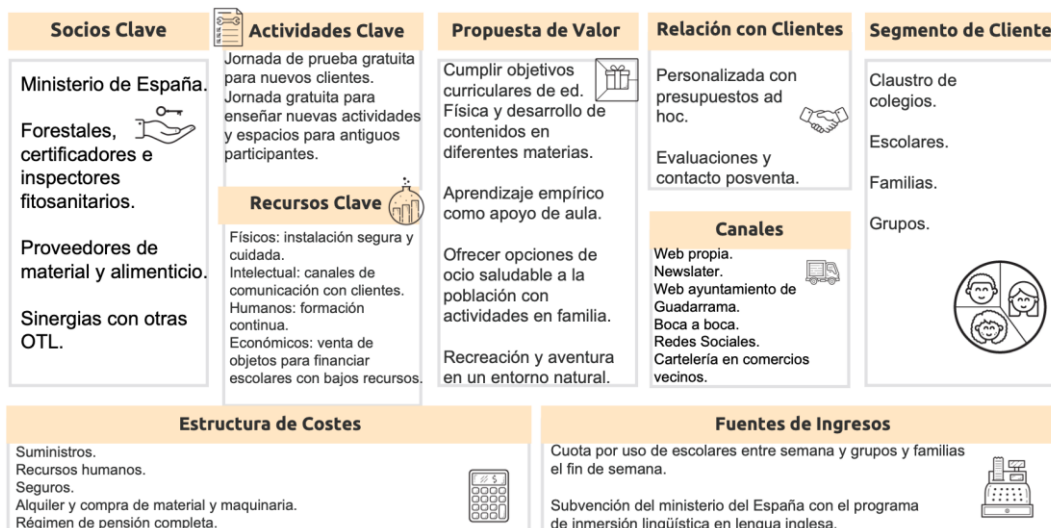 Socios Clave
Ministerio de España.
Forestales,
certificadores e
inspectores
fitosanitarios.
Proveedores de
material y alimenticio.
Sinergias con otras
OTL.
Actividades Clave
Jornada de prueba gratuita
para nuevos clientes.
Jornada gratuita para
enseñar nuevas actividades
y espacios para antiguos
participantes.
Recursos Clave
Físicos: instalación segura y
cuidada.
Intelectual: canales de
comunicación con clientes.
Humanos: formación
continua.
Económicos: venta de
objetos para financiar
escolares con bajos recursos.
Propuesta de Valor
Cumplir objetivos
curriculares de ed.
Física y desarrollo de
contenidos en
diferentes materias.
Aprendizaje empírico
como apoyo de aula.
Ofrecer opciones de
ocio saludable a la
población con
actividades en familia.
Recreación y aventura
en un entorno natural.
Relación con Clientes
Personalizada con
presupuestos ad
hoc.
Evaluaciones y
contacto posventa.
Canales
Web propia.
Newslater.
Web ayuntamiento de
Guadarrama.
Boca a boca.
Redes Sociales.
Cartelería en comercios
vecinos.
Segmento de Cliente
Claustro de
colegios.
Escolares.
Familias.
Grupos.
Estructura de Costes
Suministros.
Recursos humanos.
Seguros.
Alquiler y compra de material y maquinaria.
Régimen de pensión completa.
Fuentes de Ingresos
Cuota por uso de escolares entre semana y grupos y familias
el fin de semana.
Subvención del ministerio del España con el programa
de inmersión lingüística en lengua inglesa.